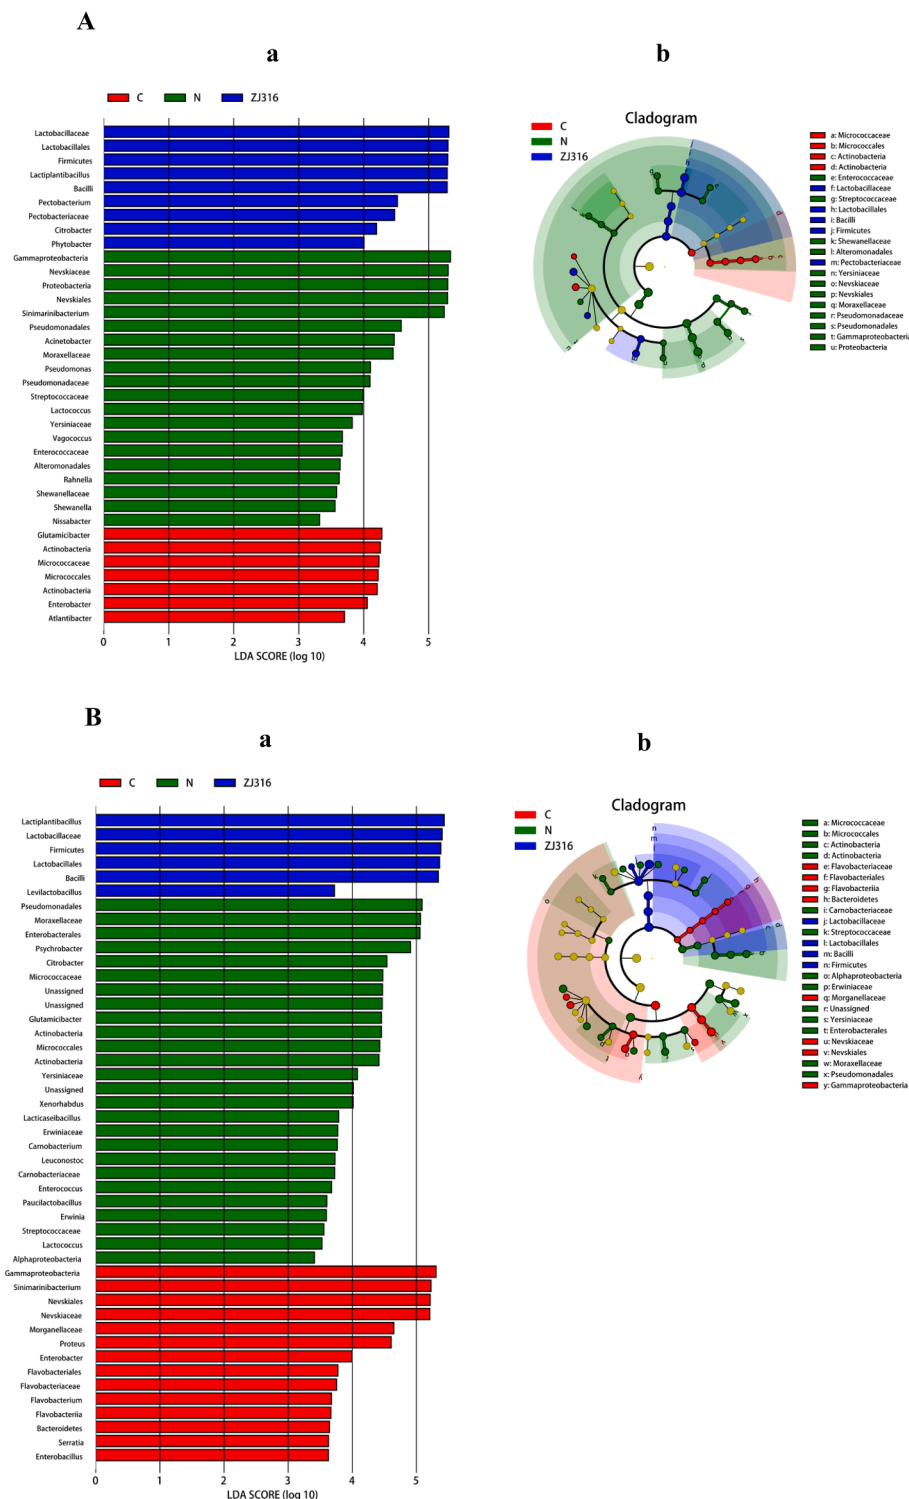 A
a
b
C N ZJ316
Lactobacillaceae
Lactobacillales
Firmicutes
Lactiplantibacillus
Bacilli
Pectobacterium
Pectobacteriaceae
Citrobacter
Phytobacter
Gammaproteobacteria
Nevskiaceae
Proteobacteria
Nevskiales
Sinimarinibacterium
Pseudomonadales
Acinetobacter
Moraxellaceae
Pseudomonas
Pseudomonadaceae
Streptococcaceae
Lactococcus
Yersiniaceae
Vagococcus
Enterococcaceae
Alteromonadales
Rahnella
Shewanellaceae
Shewanella
Nissabacter
Glutamicibacter
Actinobacteria
Micrococcaceae
Micrococcales
Actinobacteria
Enterobacter
Atlantibacter
0 1 2 3 4 5
LDA SCORE (log 10)
Cladogram
C
N
ZJ316
a: Micrococcaceae
b: Micrococcales
c: Actinobacteria
d: Actinobacteria
e: Enterococcaceae
f: Lactobacillaceae
g: Streptococcaceae
h: Lactobacillales
i: Bacilli
j: Firmicutes
k: Shewanellaceae
l: Alteromonadales
m: Pectobacteriaceae
n: Yersiniaceae
o: Nevskiaceae
p: Nevskiales
q: Moraxellaceae
r: Pseudomonadaceae
s: Pseudomonadales
t: Gammaproteobacteria
u: Proteobacteria
B
a
b
C N ZJ316
Lactiplantibacillus
Lactobacillaceae
Firmicutes
Lactobacillales
Bacilli
Levilactobacillus
Pseudomonadales
Moraxellaceae
Enterobacterales
Psychrobacter
Citrobacter
Micrococcaceae
Unassigned
Unassigned
Glutamicibacter
Actinobacteria
Micrococcales
Actinobacteria
Yersiniaceae
Unassigned
Xenorhabdus
Lacticaseibacillus
Erwiniaceae
Carnobacterium
Leuconostoc
Carnobacteriaceae
Enterococcus
Paucilactobacillus
Erwinia
Streptococcaceae
Lactococcus
Alphaproteobacteria
Gammaproteobacteria
Sinimarinibacterium
Nevskiales
Nevskiaceae
Morganellaceae
Proteus
Enterobacter
Flavobacteriales
Flavobacteriaceae
Flavobacterium
Flavobacteriia
Bacteroidetes
Serratia
Enterobacillus
0 1 2 3 4 5
LDA SCORE (log 10)
Cladogram
C
N
ZJ316
n
m
a: Micrococcaceae
b: Micrococcales
c: Actinobacteria
d: Actinobacteria
e: Flavobacteriaceae
f: Flavobacteriales
g: Flavobacteriia
h: Bacteroidetes
i: Carnobacteriaceae
j: Lactobacillaceae
k: Streptococcaceae
l: Lactobacillales
m: Bacilli
n: Firmicutes
o: Alphaproteobacteria
p: Erwiniaceae
q: Morganellaceae
r: Unassigned
s: Yersiniaceae
t: Enterobacterales
u: Nevskiaceae
v: Nevskiales
w: Moraxellaceae
x: Pseudomonadales
y: Gammaproteobacteria